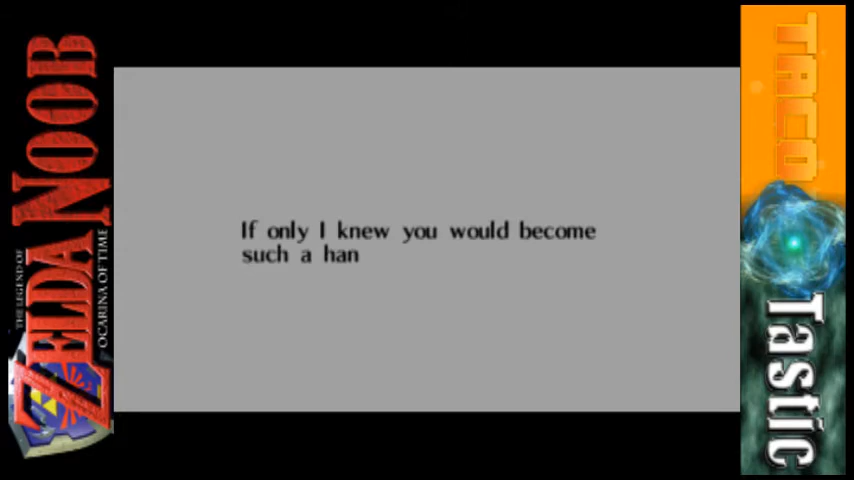 THE LEGEND OF
ZELDA NOOB
OCARINA OF TIME
If only I knew you would become
such a han
TACO
Tastic